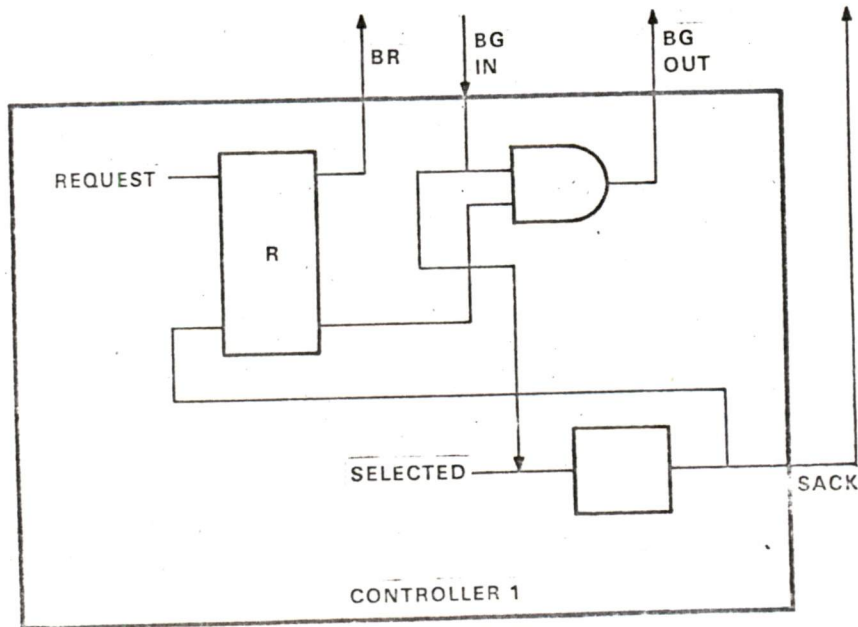 BR
BG
IN
BG
OUT
REQUEST
R
SELECTED
SACK
CONTROLLER 1